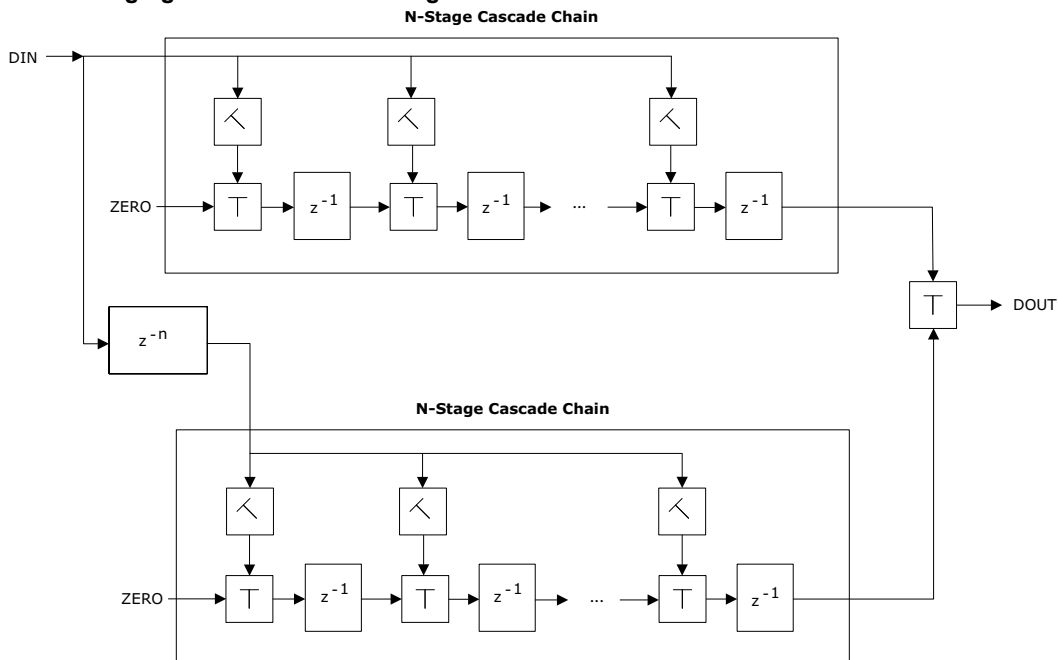 N-Stage Cascade Chain
DIN
ZERO
z-1
z-1
...
z-1
DOUT
z-n
N-Stage Cascade Chain
ZERO
z-1
z-1
...
z-1